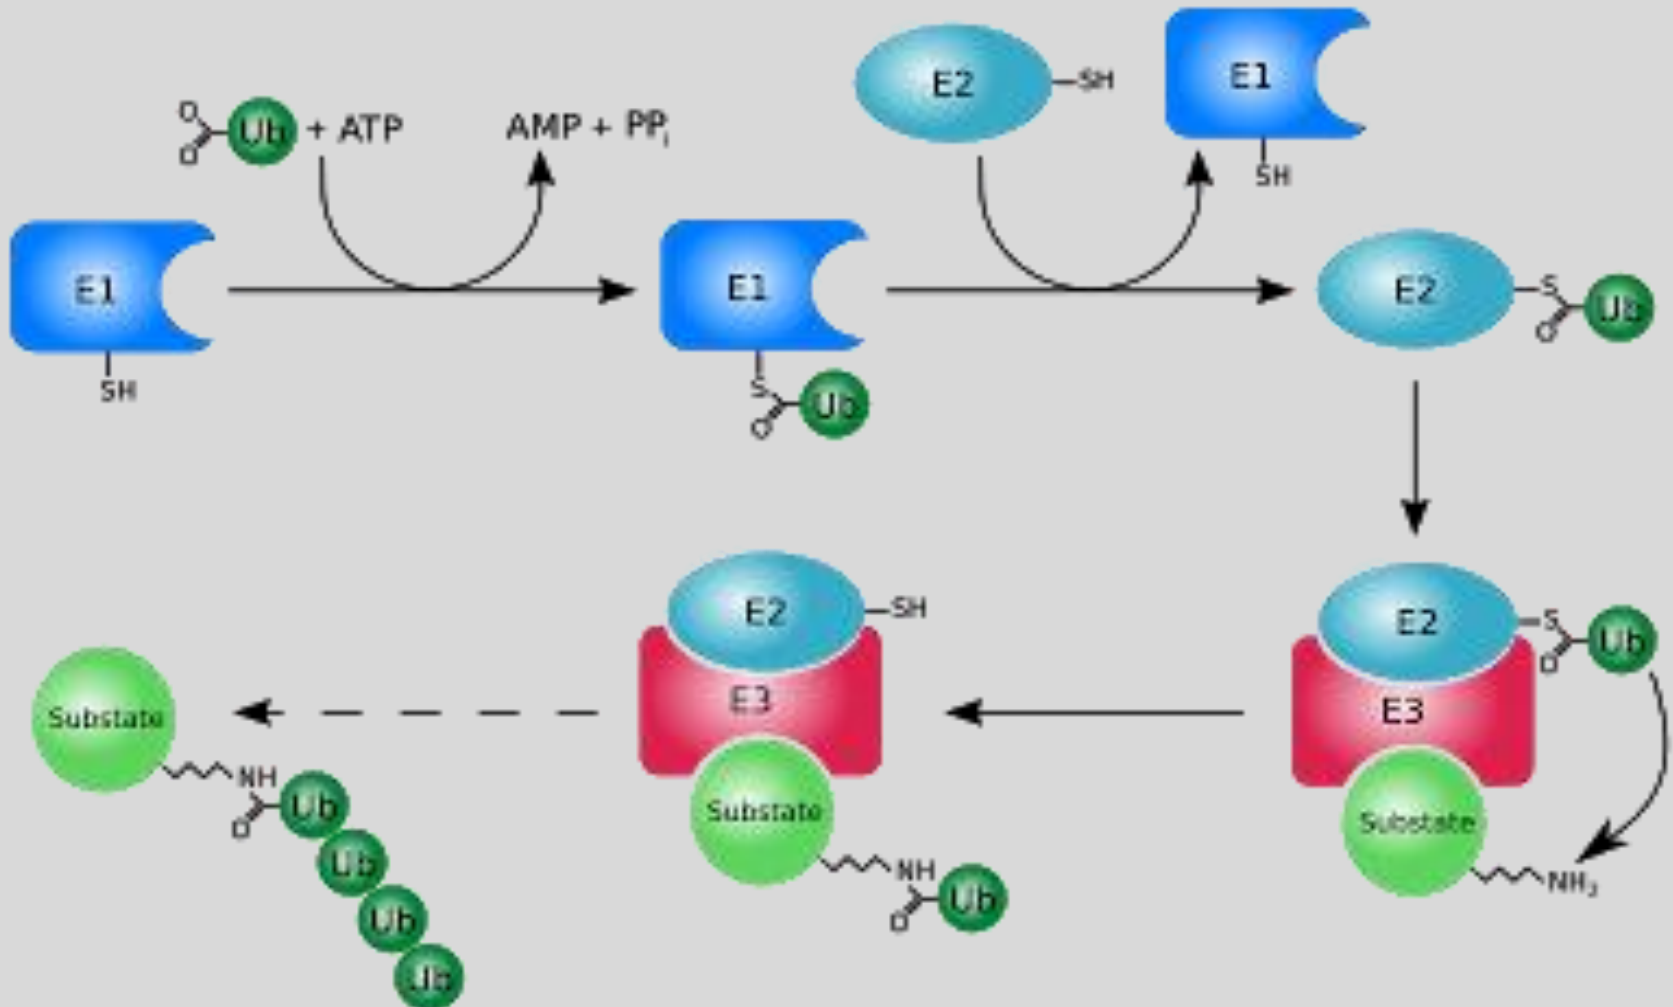 O
O
Ub + ATP
AMP + PPi
E2
SH
E1
SH
E1
SH
E1
S
O
Ub
E2
S
O
Ub
E2
S
O
Ub
E3
Substate
NH2
E2
SH
E3
Substate
NH
O
Ub
Substate
NH
O
Ub
Ub
Ub
Ub